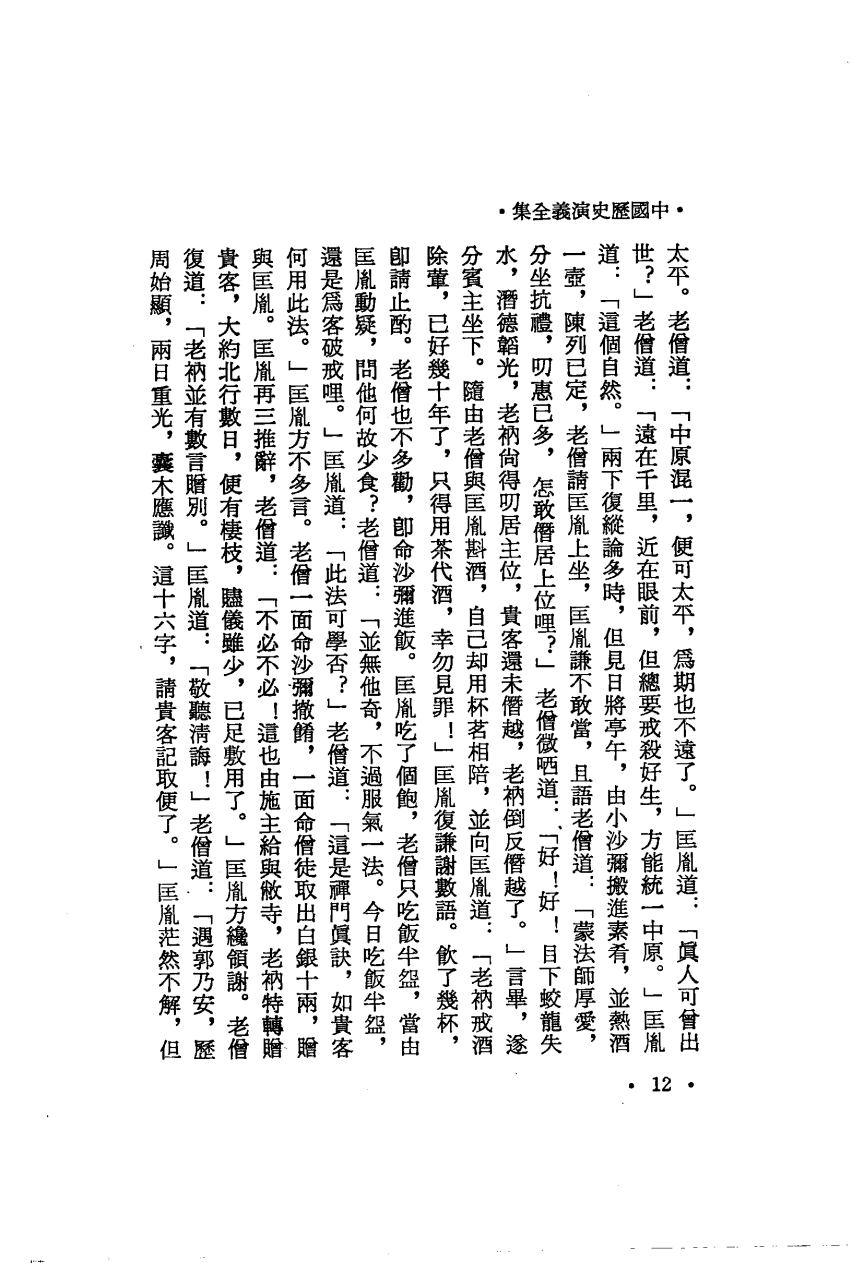 •中國歷史演義全集•
太平。老僧道：「中原混一，便可太平，爲期也不遠了。」匡胤道：「眞人可曾出
世？」老僧道：「遠在千里，近在眼前，但總要戒殺好生，方能統一中原。」匡胤
道：「這個自然。」兩下復縱論多時，但見日將亭午，由小沙彌搬進素肴，並熱酒
一壺，陳列已定，老僧請匡胤上坐，匡胤謙不敢當，且語老僧道：「蒙法師厚愛，
分坐抗禮，叨惠已多，怎敢僭居上位哩？」老僧微哂道：「好！好！目下蛟龍失
水，潛德韜光，老衲尙得叨居主位，貴客還未僭越，老衲倒反僭越了。」言畢，遂
分賓主坐下。隨由老僧與匡胤斟酒，自己却用杯茗相陪，並向匡胤道：「老衲戒酒
除葷，已好幾十年了，只得用茶代酒，幸勿見罪！」匡胤復謙謝數語。飮了幾杯，
卽請止酌。老僧也不多勸，卽命沙彌進飯。匡胤吃了個飽，老僧只吃飯半盌，當由
匡胤動疑，問他何故少食？老僧道：「並無他奇，不過服氣一法。今日吃飯半盌，
還是爲客破戒哩。」匡胤道：「此法可學否？」老僧道：「這是禪門眞訣，如貴客
何用此法。」匡胤方不多言。老僧一面命沙彌撤餚，一面命僧徒取出白銀十兩，贈
與匡胤。匡胤再三推辭，老僧道：「不必不必！這也由施主給與敝寺，老衲特轉贈
貴客，大約北行數日，便有棲枝，贐儀雖少，已足敷用了。」匡胤方纔領謝。老僧
復道：「老衲並有數言贈別。」匡胤道：「敬聽淸誨！」老僧道：「遇郭乃安，歷
周始顯，兩日重光，囊木應讖。這十六字，請貴客記取便了。」匡胤茫然不解，但
•12•